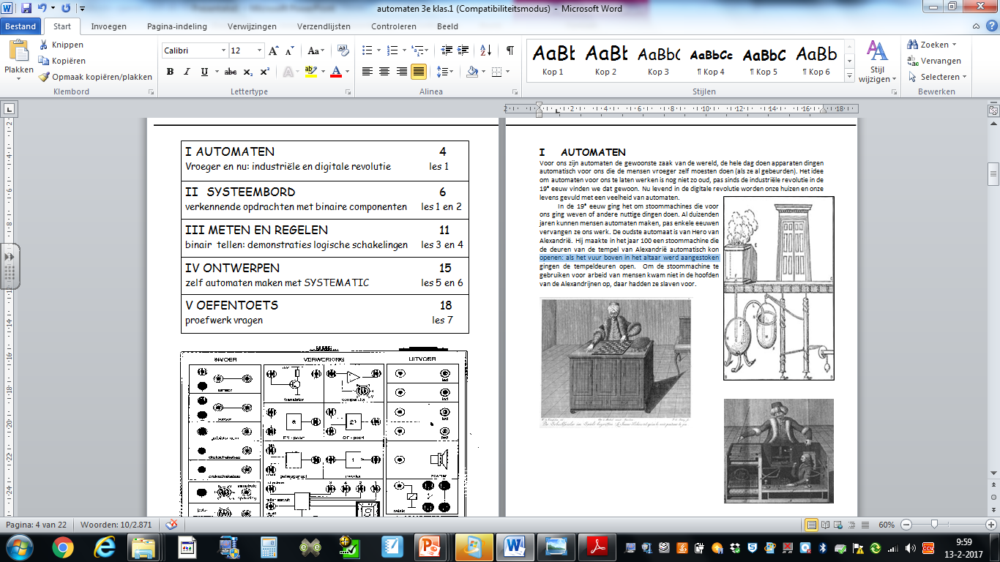 automaten 3e klas.1 (Compatibiliteitsmodus) - Microsoft Word
Bestand Start Invoegen Pagina-indeling Verwijzingen Verzendlijsten Controleren Beeld
Plakken
Knippen
Kopiëren
Opmaak kopiëren/plakken
Klembord
Calibri 12
Lettertype
Alinea
AaBt AaBt AaBbC AaBbCc AaBbC AaBb
Kop 1 Kop 2 Kop 3 ¶ Kop 4 ¶ Kop 5 ¶ Kop 6
Stijl wijzigen
Stijlen
Zoeken
Vervangen
Selecteren
Bewerken
I AUTOMATEN 4
Vroeger en nu: industriële en digitale revolutie les 1
II SYSTEEMBORD 6
verkennende opdrachten met binaire componenten les 1 en 2
III METEN EN REGELEN 11
binair tellen: demonstraties logische schakelingen les 3 en 4
IV ONTWERPEN 15
zelf automaten maken met SYSTEMATIC les 5 en 6
V OEFENTOETS 18
proefwerk vragen les 7
INVOER VERWERKING UITVOER
sensor transistor comparator led
sensor led
EN - poort OF - poort led
drukschakelaar
drukschakelaar invertor zoemer
relais
I AUTOMATEN
Voor ons zijn automaten de gewoonste zaak van de wereld, de hele dag doen apparaten dingen
automatisch voor ons die de mensen vroeger zelf moesten doen (als ze al gebeurden). Het idee
om automaten voor ons te laten werken is nog niet zo oud, pas sinds de industriële revolutie in de
19e eeuw vinden we dat gewoon. Nu levend in de digitale revolutie worden onze huizen en onze
levens gevuld met een veelheid van automaten.
In de 19e eeuw ging het om stoommachines die voor
ons ging weven of andere nuttige dingen doen. Al duizenden
jaren kunnen mensen automaten maken, pas enkele eeuwen
vervangen ze ons werk. De oudste automaat is van Hero van
Alexandrië. Hij maakte in het jaar 100 een stoommachine die
de deuren van de tempel van Alexandrië automatisch kon
openen: als het vuur boven in het altaar werd aangestoken
gingen de tempeldeuren open. Om de stoommachine te
gebruiken voor arbeid van mensen kwam niet in de hoofden
van de Alexandrijnen op, daar hadden ze slaven voor.
Pagina: 4 van 22 Woorden: 10/2.871 60%
9:59
13-2-2017